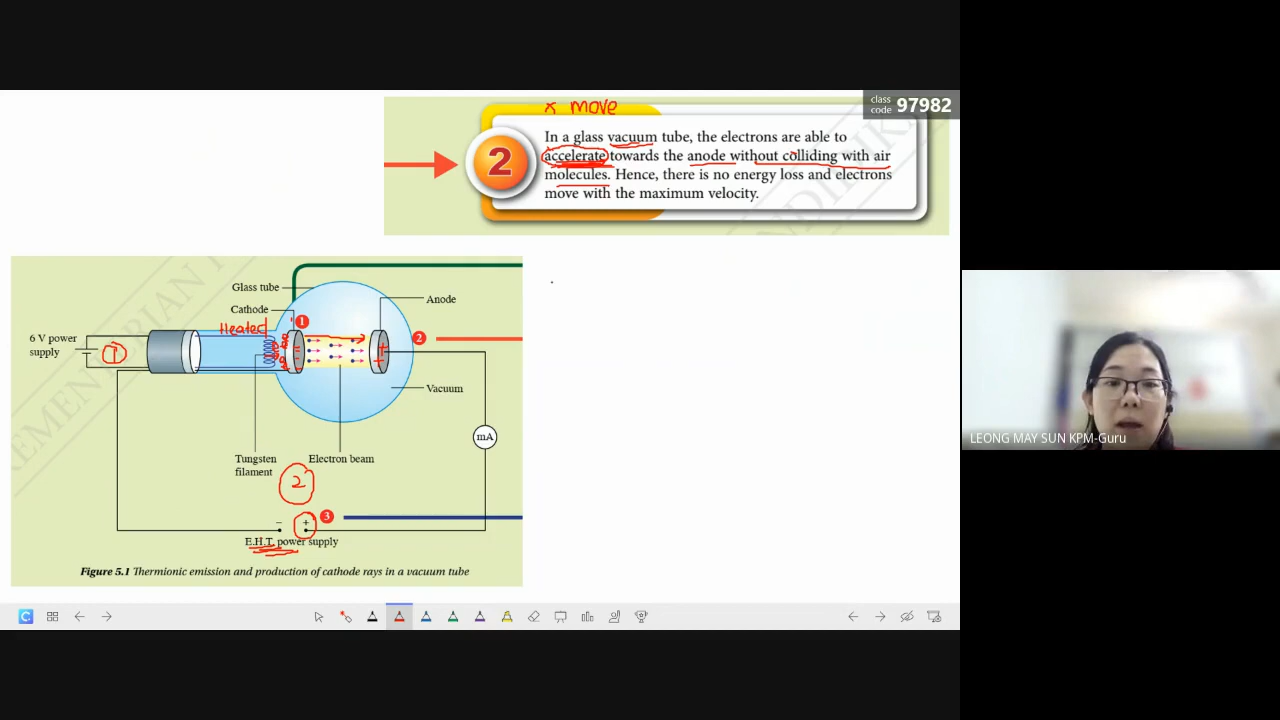 × move
class
code 97982
2
In a glass vacuum tube, the electrons are able to
accelerate towards the anode without colliding with air
molecules. Hence, there is no energy loss and electrons
move with the maximum velocity.
Glass tube
Cathode
Anode
Heated
1
2
6 V power
supply
1
Vacuum
mA
Tungsten
filament
Electron beam
2
3
− +
E.H.T. power supply
Figure 5.1 Thermionic emission and production of cathode rays in a vacuum tube
LEONG MAY SUN KPM-Guru
C